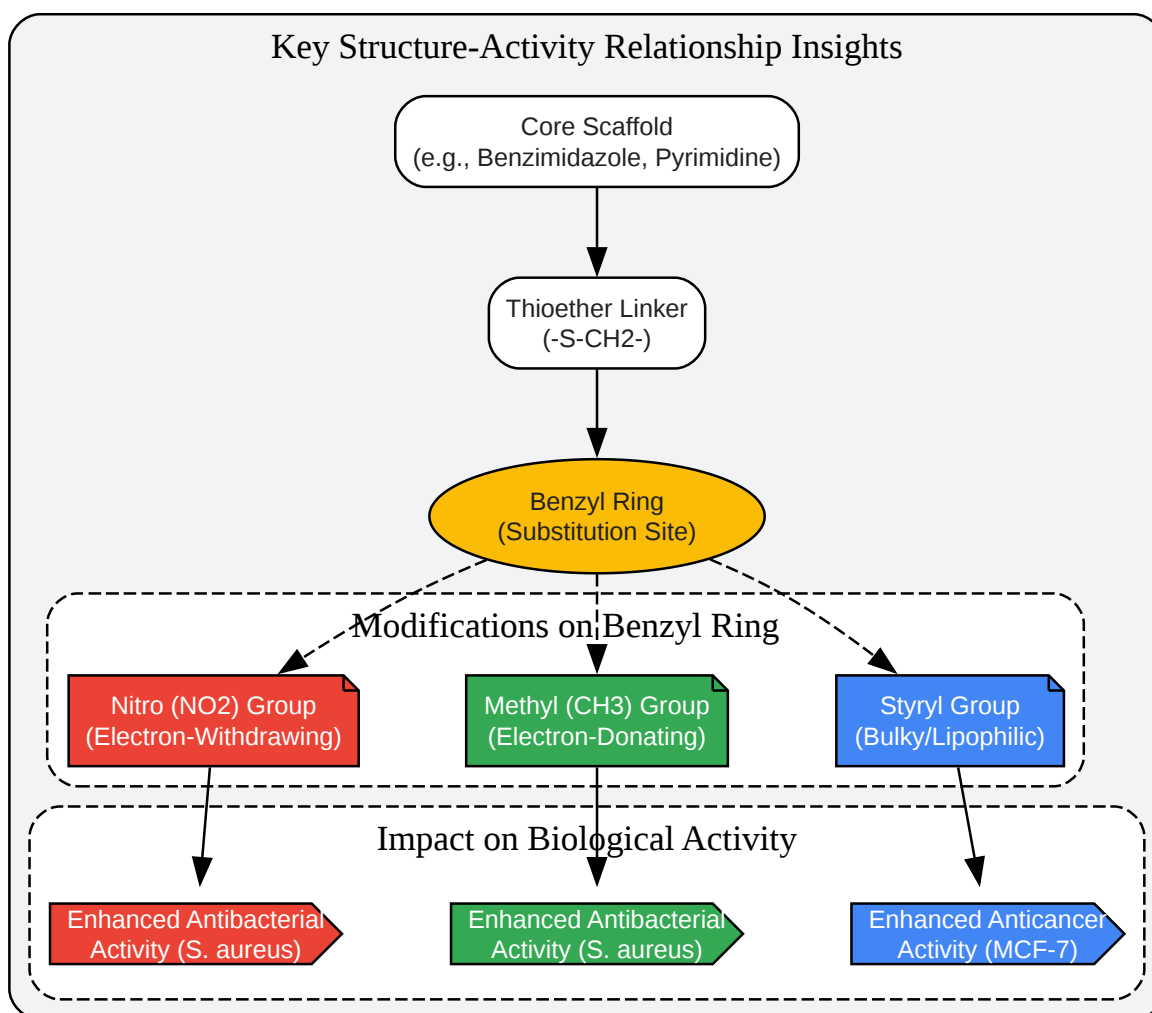 Key Structure-Activity Relationship Insights
Core Scaffold
(e.g., Benzimidazole, Pyrimidine)
Thioether Linker
(-S-CH2-)
Benzyl Ring
(Substitution Site)
Modifications on Benzyl Ring
Nitro (NO2) Group
(Electron-Withdrawing)
Methyl (CH3) Group
(Electron-Donating)
Styryl Group
(Bulky/Lipophilic)
Impact on Biological Activity
Enhanced Antibacterial
Activity (S. aureus)
Enhanced Antibacterial
Activity (S. aureus)
Enhanced Anticancer
Activity (MCF-7)